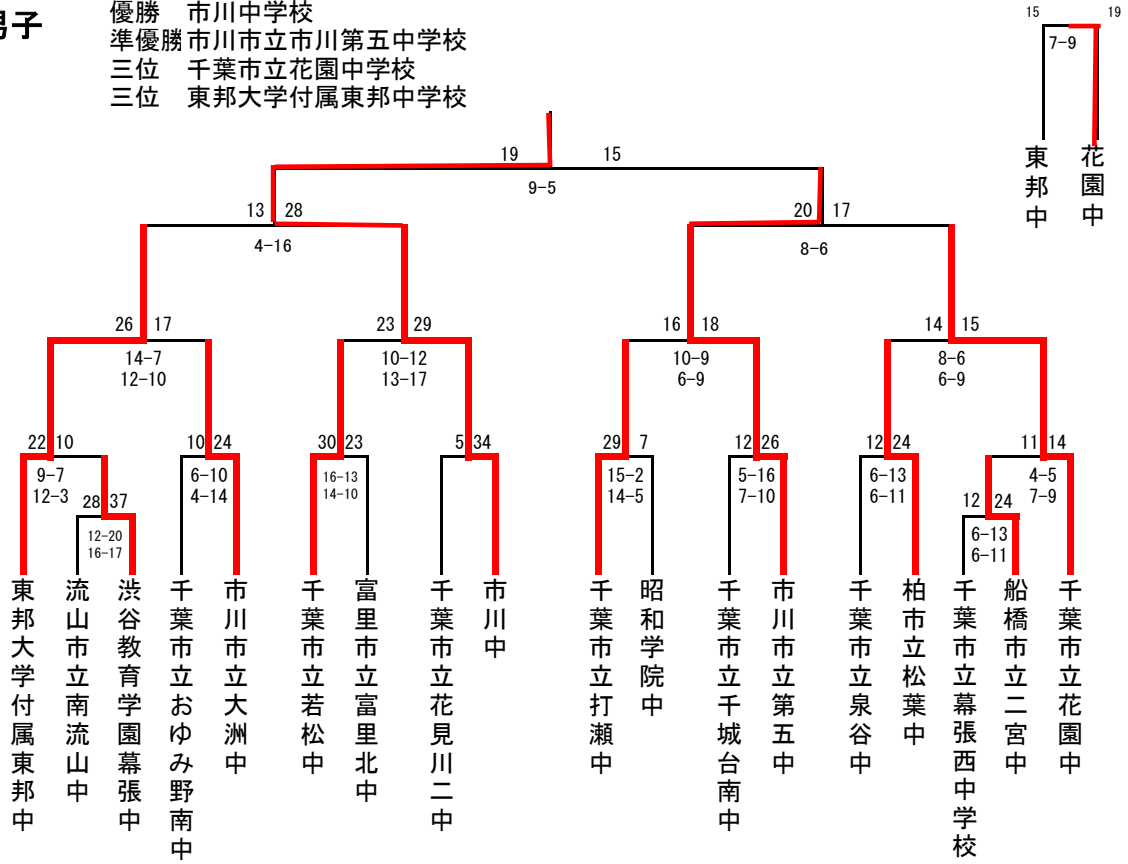 男子
優勝 市川中学校
準優勝 市川市立市川第五中学校
三位 千葉市立花園中学校
三位 東邦大学付属東邦中学校
15 19
7-9
東邦中
花園中
19 15
9-5
13 28
4-16
20 17
8-6
26 17
14-7
12-10
23 29
10-12
13-17
16 18
10-9
6-9
14 15
8-6
6-9
22 10
9-7
12-3
28 37
12-20
16-17
10 24
6-10
4-14
30 23
16-13
14-10
5 34
29 7
15-2
14-5
12 26
5-16
7-10
12 24
6-13
6-11
11 14
4-5
7-9
12 24
6-13
6-11
東邦大学付属東邦中
流山市立南流山中
渋谷教育学園幕張中
千葉市立おゆみ野南中
市川市立大洲中
千葉市立若松中
富里市立富里北中
千葉市立花見川二中
市川中
千葉市立打瀬中
昭和学院中
千葉市立千城台南中
市川市立第五中
千葉市立泉谷中
柏市立松葉中
千葉市立幕張西中学校
船橋市立二宮中
千葉市立花園中